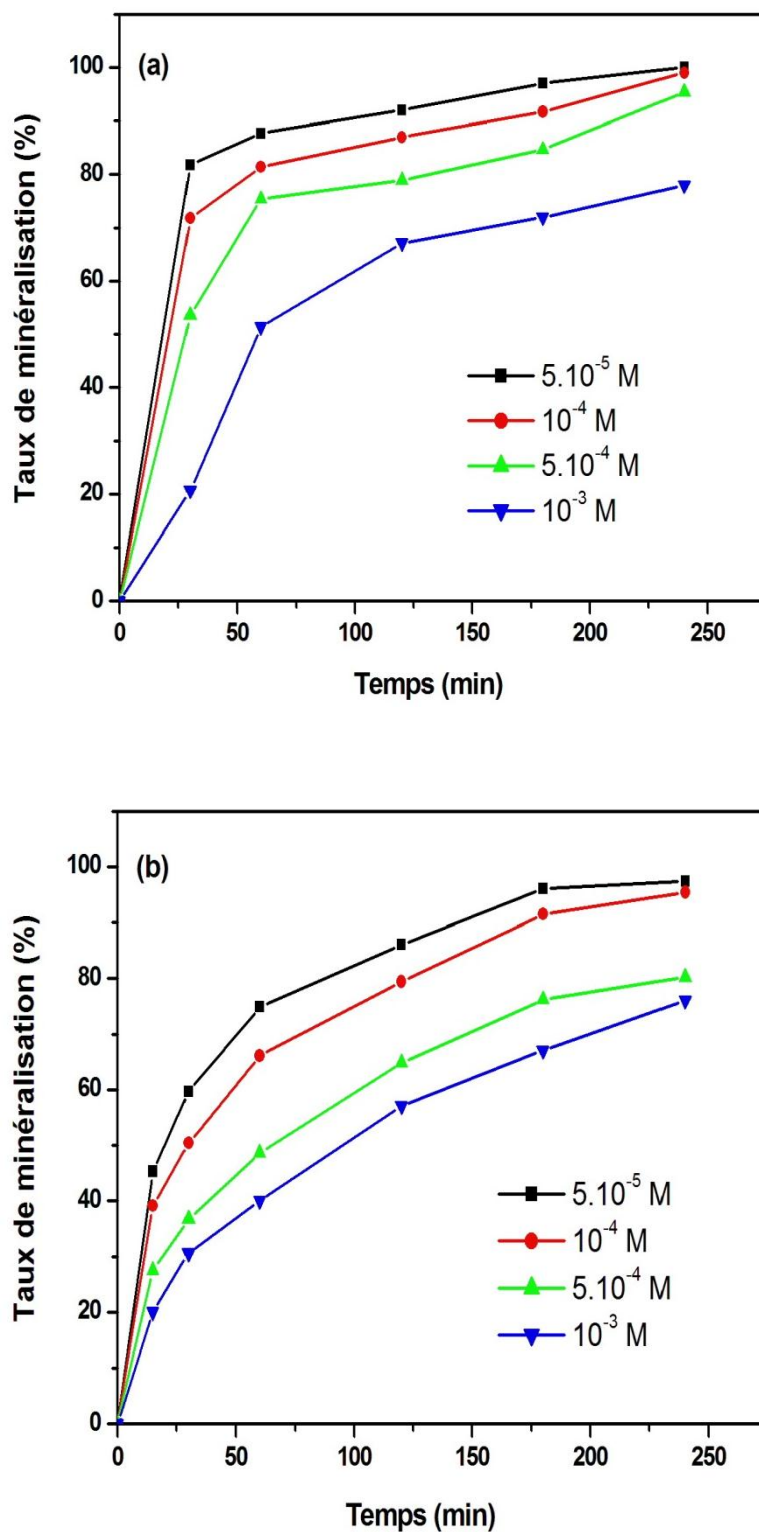 (a)
Taux de minéralisation (%)
100
80
60
40
20
0
5.10⁻⁵ M
10⁻⁴ M
5.10⁻⁴ M
10⁻³ M
0 50 100 150 200 250
Temps (min)
(b)
Taux de minéralisation (%)
100
80
60
40
20
0
5.10⁻⁵ M
10⁻⁴ M
5.10⁻⁴ M
10⁻³ M
0 50 100 150 200 250
Temps (min)